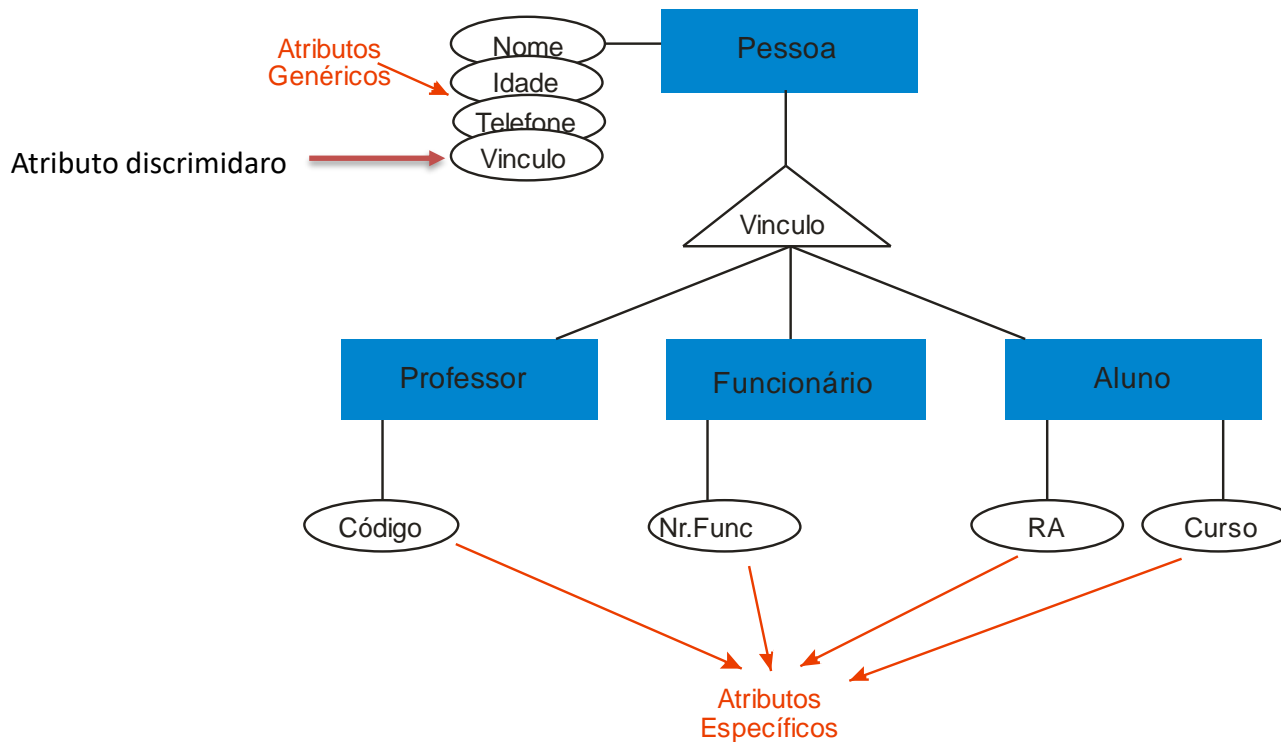 Nome
Pessoa
Atributos
Genéricos
Idade
Telefone
Atributo discrimidaro
Vinculo
Vinculo
Professor
Funcionário
Aluno
Código
Nr.Func
RA
Curso
Atributos
Específicos